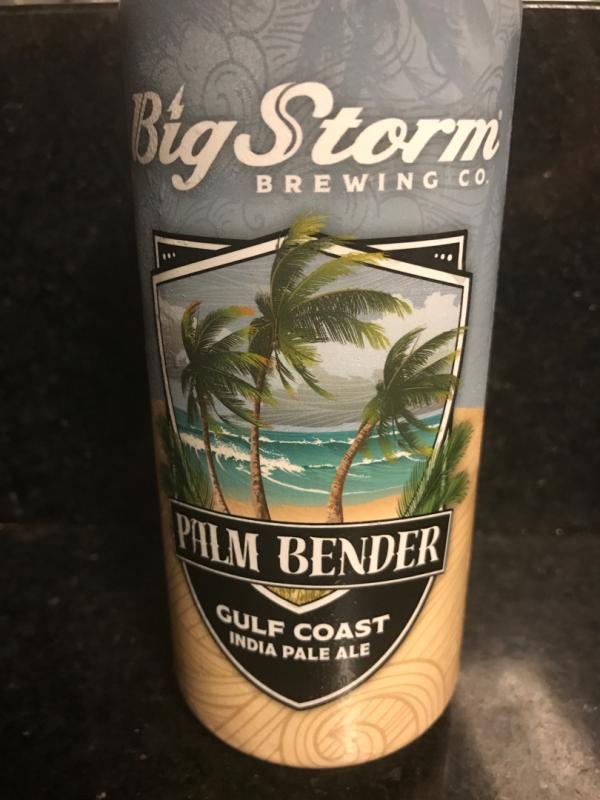 Big Storm
BREWING CO.
PALM BENDER
GULF COAST
INDIA PALE ALE